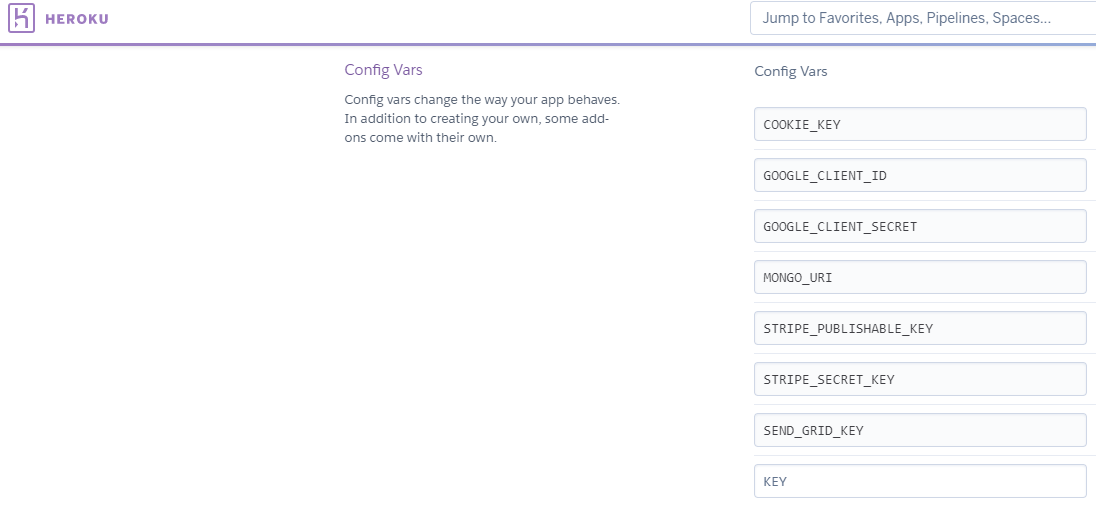 HEROKU
Jump to Favorites, Apps, Pipelines, Spaces...
Config Vars
Config vars change the way your app behaves.
In addition to creating your own, some add-
ons come with their own.
Config Vars
COOKIE_KEY
GOOGLE_CLIENT_ID
GOOGLE_CLIENT_SECRET
MONGO_URI
STRIPE_PUBLISHABLE_KEY
STRIPE_SECRET_KEY
SEND_GRID_KEY
KEY